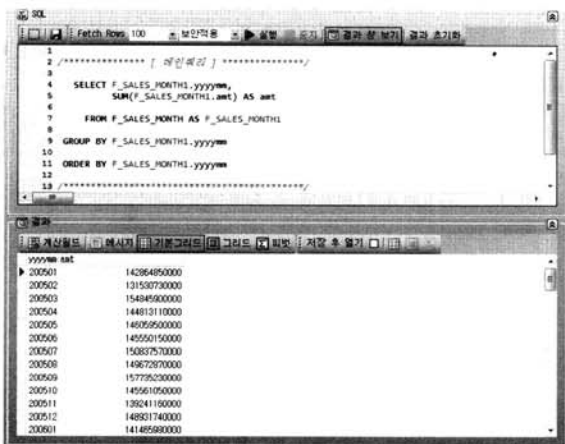 SQL
Fetch Rows 100 보안적용 실행 중지 결과 창 보기 결과 초기화
1
2 /*************** [ 메인쿼리 ] ***************/
3
4 SELECT F_SALES_MONTH1.yyyymm,
5 SUM(F_SALES_MONTH1.amt) AS amt
6
7 FROM F_SALES_MONTH AS F_SALES_MONTH1
8
9 GROUP BY F_SALES_MONTH1.yyyymm
10
11 ORDER BY F_SALES_MONTH1.yyyymm
12
13
결과
계산필드 메시지 기본그리드 그리드 피벗 저장 후 열기
yyyymm amt
200501 142864850000
200502 131530730000
200503 154845900000
200504 144813110000
200505 146059500000
200506 145550150000
200507 150837570000
200508 149672870000
200509 157735230000
200510 145561050000
200511 139241160000
200512 148931740000
200601 141465980000